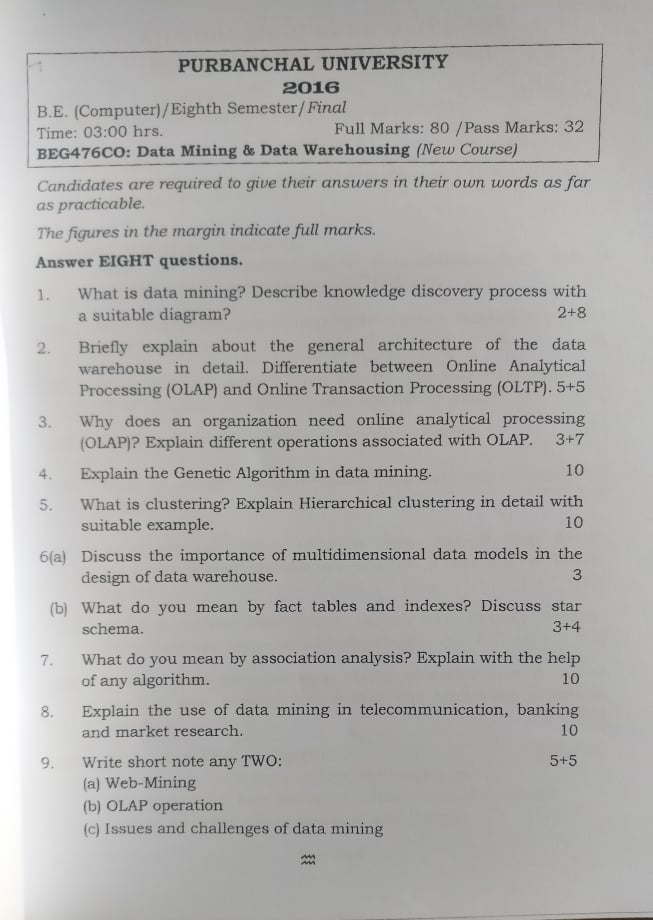 PURBANCHAL UNIVERSITY
2016
B.E. (Computer)/Eighth Semester/Final
Time: 03:00 hrs. Full Marks: 80 /Pass Marks: 32
BEG476CO: Data Mining & Data Warehousing (New Course)
Candidates are required to give their answers in their own words as far
as practicable.
The figures in the margin indicate full marks.
Answer EIGHT questions.
1. What is data mining? Describe knowledge discovery process with
a suitable diagram? 2+8
2. Briefly explain about the general architecture of the data
warehouse in detail. Differentiate between Online Analytical
Processing (OLAP) and Online Transaction Processing (OLTP). 5+5
3. Why does an organization need online analytical processing
(OLAP)? Explain different operations associated with OLAP. 3+7
4. Explain the Genetic Algorithm in data mining. 10
5. What is clustering? Explain Hierarchical clustering in detail with
suitable example. 10
6(a) Discuss the importance of multidimensional data models in the
design of data warehouse. 3
(b) What do you mean by fact tables and indexes? Discuss star
schema. 3+4
7. What do you mean by association analysis? Explain with the help
of any algorithm. 10
8. Explain the use of data mining in telecommunication, banking
and market research. 10
9. Write short note any TWO: 5+5
(a) Web-Mining
(b) OLAP operation
(c) Issues and challenges of data mining